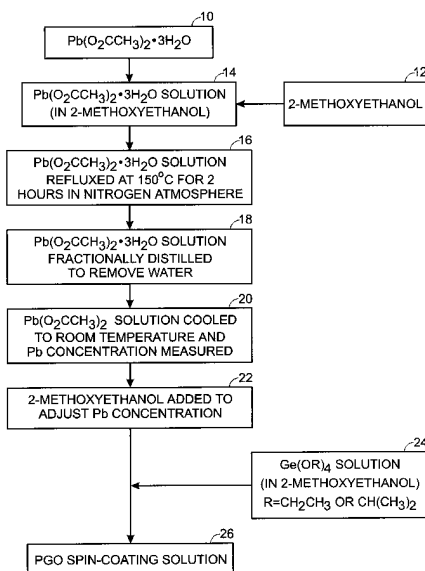 10
Pb(O₂CCH₃)₂•3H₂O
14
Pb(O₂CCH₃)₂•3H₂O SOLUTION
(IN 2-METHOXYETHANOL)
12
2-METHOXYETHANOL
16
Pb(O₂CCH₃)₂•3H₂O SOLUTION
REFLUXED AT 150°C FOR 2
HOURS IN NITROGEN ATMOSPHERE
18
Pb(O₂CCH₃)₂•3H₂O SOLUTION
FRACTIONALLY DISTILLED
TO REMOVE WATER
20
Pb(O₂CCH₃)₂ SOLUTION COOLED
TO ROOM TEMPERATURE AND
Pb CONCENTRATION MEASURED
22
2-METHOXYETHANOL ADDED TO
ADJUST Pb CONCENTRATION
24
Ge(OR)₄ SOLUTION
(IN 2-METHOXYETHANOL)
R=CH₂CH₃ OR CH(CH₃)₂
26
PGO SPIN-COATING SOLUTION